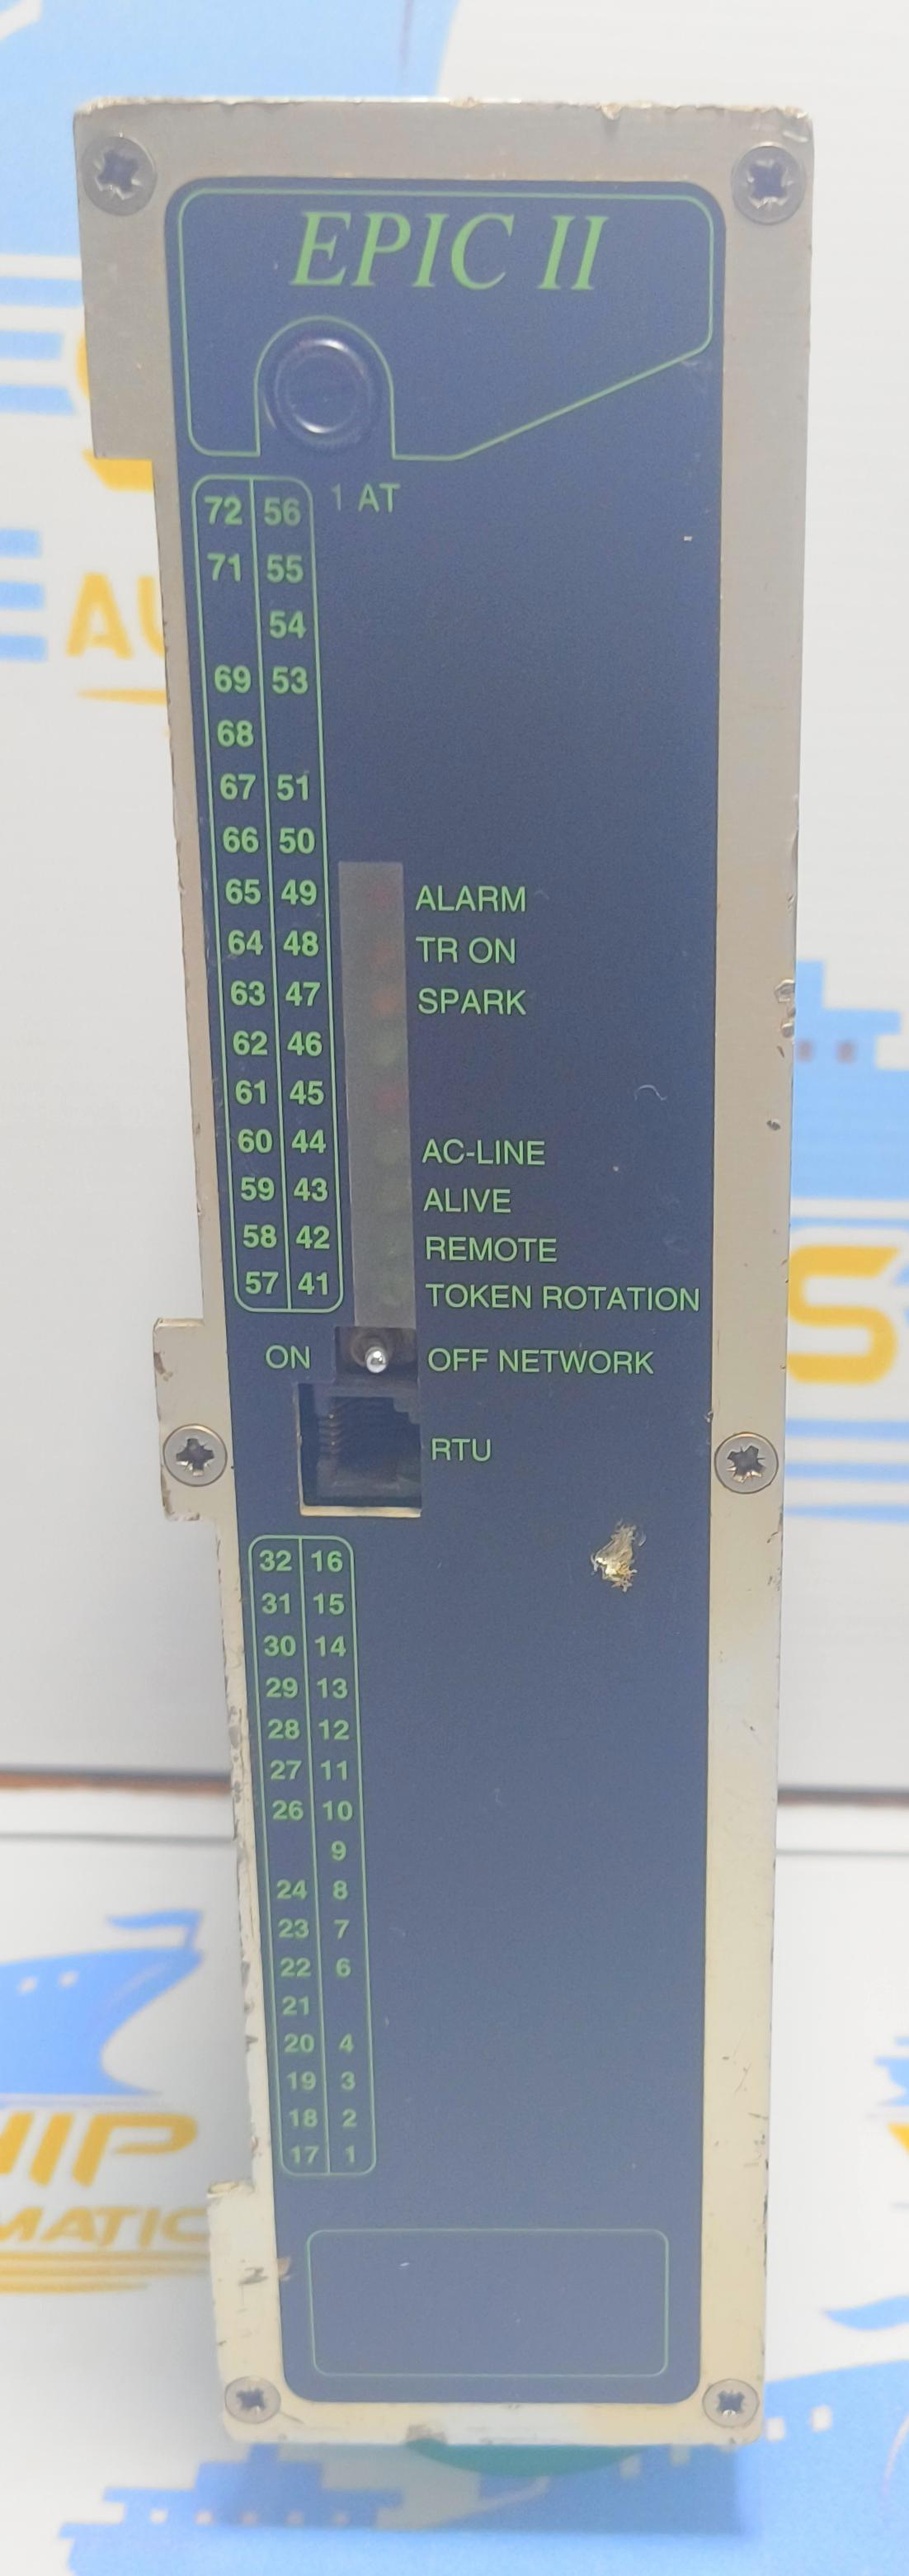 EPIC II
1 AT
72 56
71 55
54
69 53
68
67 51
66 50
65 49 ALARM
64 48 TR ON
63 47 SPARK
62 46
61 45
60 44 AC-LINE
59 43 ALIVE
58 42 REMOTE
57 41 TOKEN ROTATION
ON OFF NETWORK
RTU
32 16
31 15
30 14
29 13
28 12
27 11
26 10
9
24 8
23 7
22 6
21
20 4
19 3
18 2
17 1